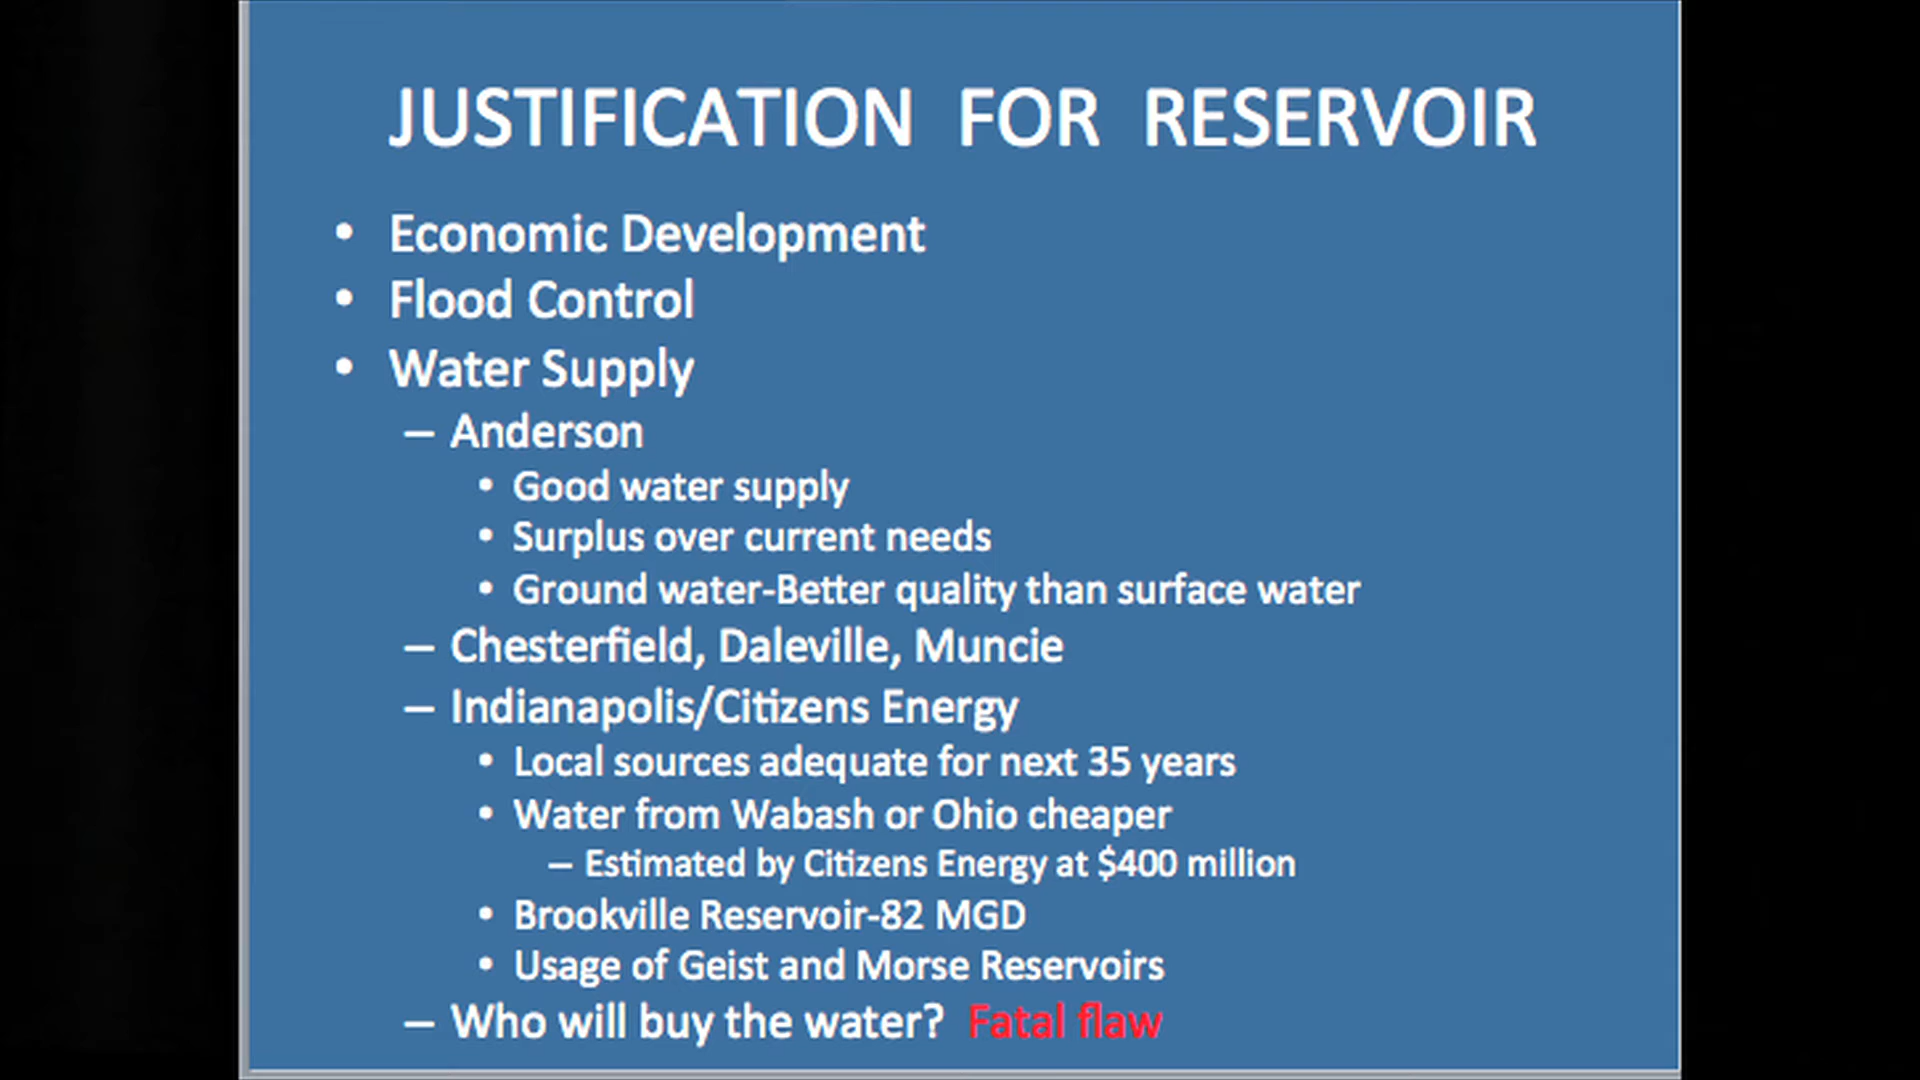 JUSTIFICATION FOR RESERVOIR
• Economic Development
• Flood Control
• Water Supply
– Anderson
• Good water supply
• Surplus over current needs
• Ground water-Better quality than surface water
– Chesterfield, Daleville, Muncie
– Indianapolis/Citizens Energy
• Local sources adequate for next 35 years
• Water from Wabash or Ohio cheaper
– Estimated by Citizens Energy at $400 million
• Brookville Reservoir-82 MGD
• Usage of Geist and Morse Reservoirs
– Who will buy the water? Fatal flaw